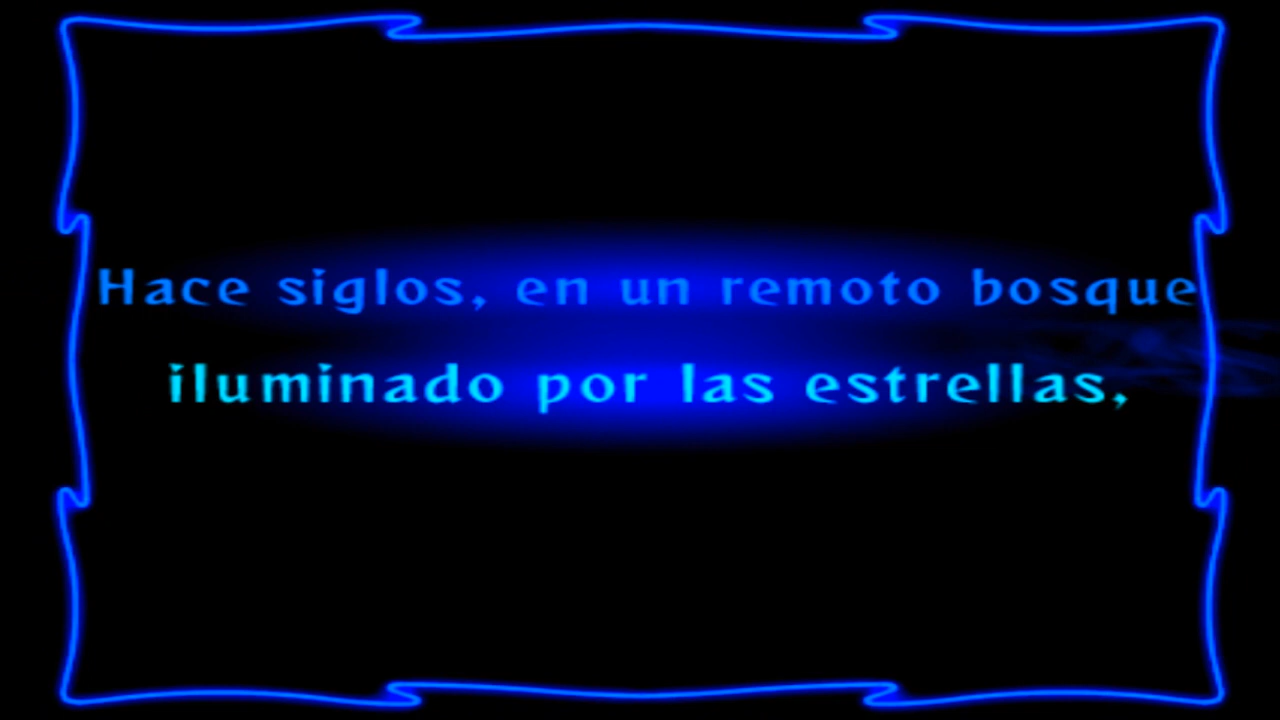 Hace siglos, en un remoto bosque
iluminado por las estrellas,